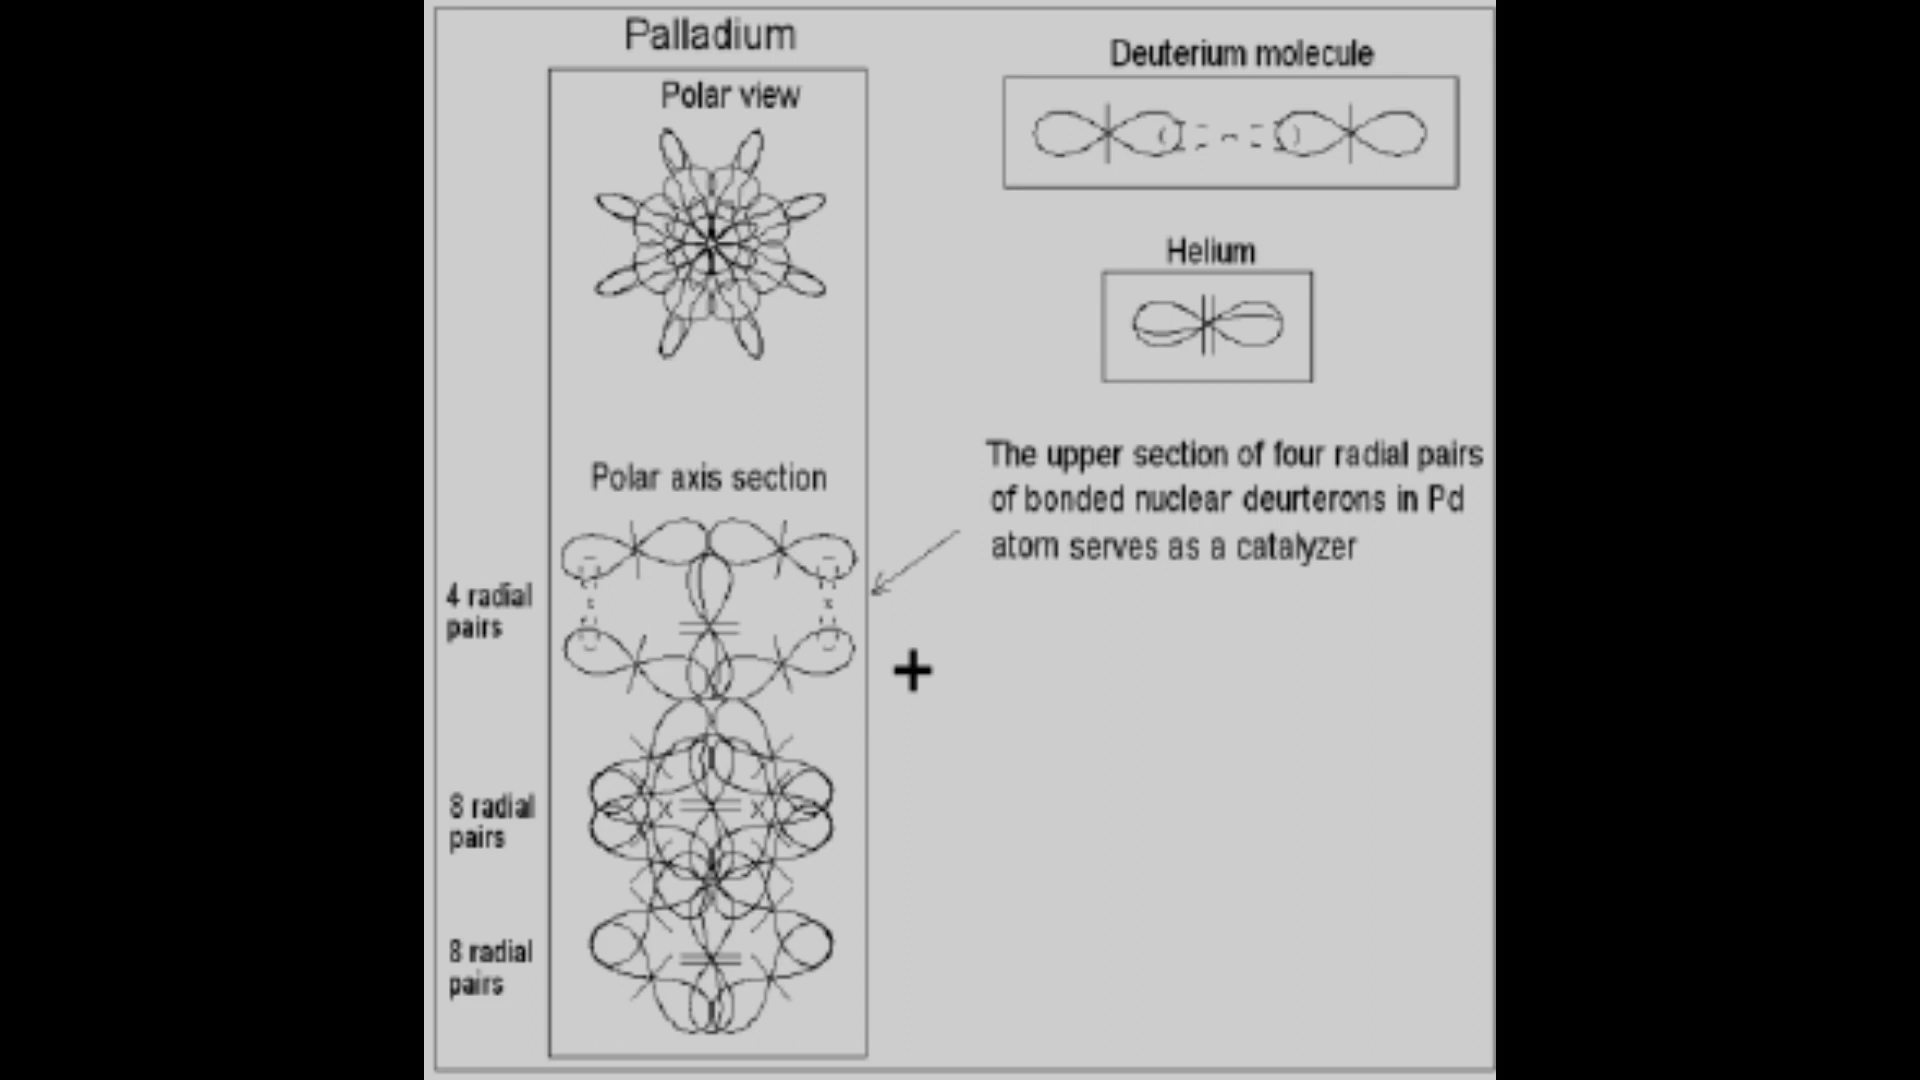 Palladium
Polar view
Deuterium molecule
Helium
Polar axis section
The upper section of four radial pairs
of bonded nuclear deurterons in Pd
atom serves as a catalyzer
4 radial
pairs
+
8 radial
pairs
8 radial
pairs